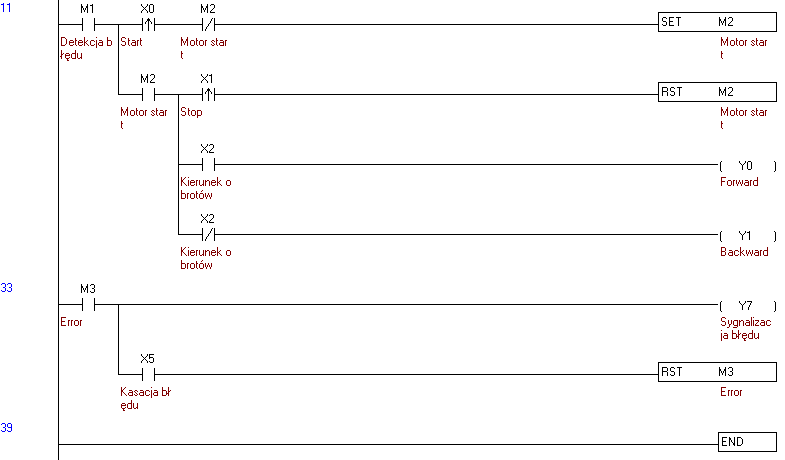 11
M1 X0 M2
SET M2
Detekcja b
łędu
Start
Motor star
t
Motor star
t
M2 X1
RST M2
Motor star
t
Stop
Motor star
t
X2
Y0
Kierunek o
brotów
Forward
X2
Y1
Kierunek o
brotów
Backward
33
M3
Y7
Error
Sygnalizac
ja błędu
X5
RST M3
Kasacja bł
ędu
Error
39
END